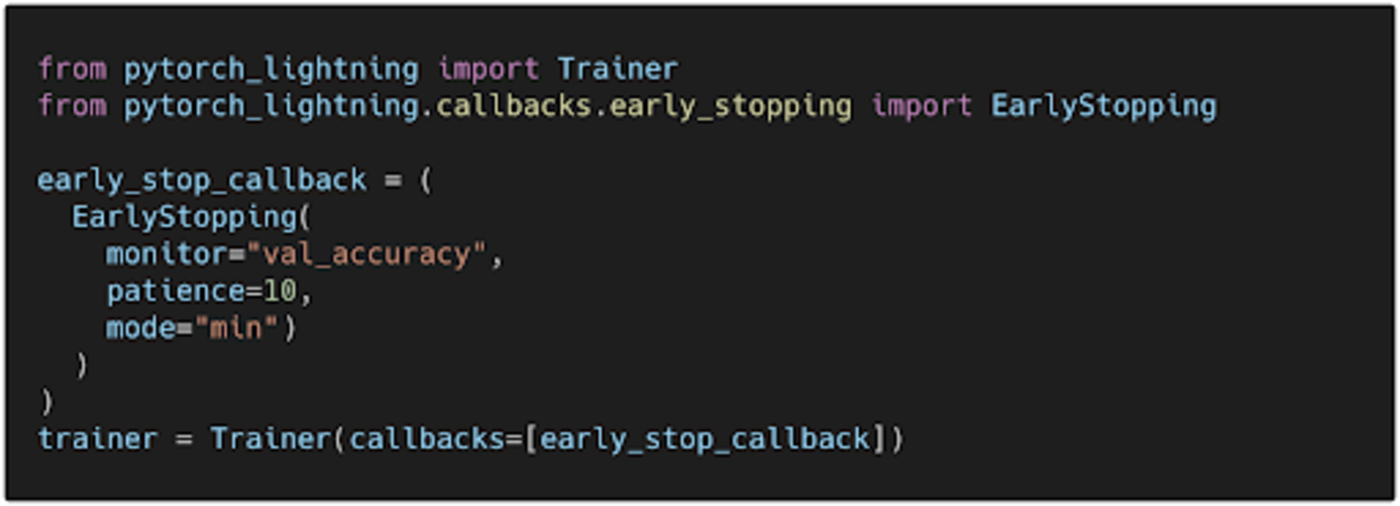 from pytorch_lightning import Trainer
from pytorch_lightning.callbacks.early_stopping import EarlyStopping
early_stop_callback = (
EarlyStopping(
monitor="val_accuracy",
patience=10,
mode="min")
)
)
trainer = Trainer(callbacks=[early_stop_callback])